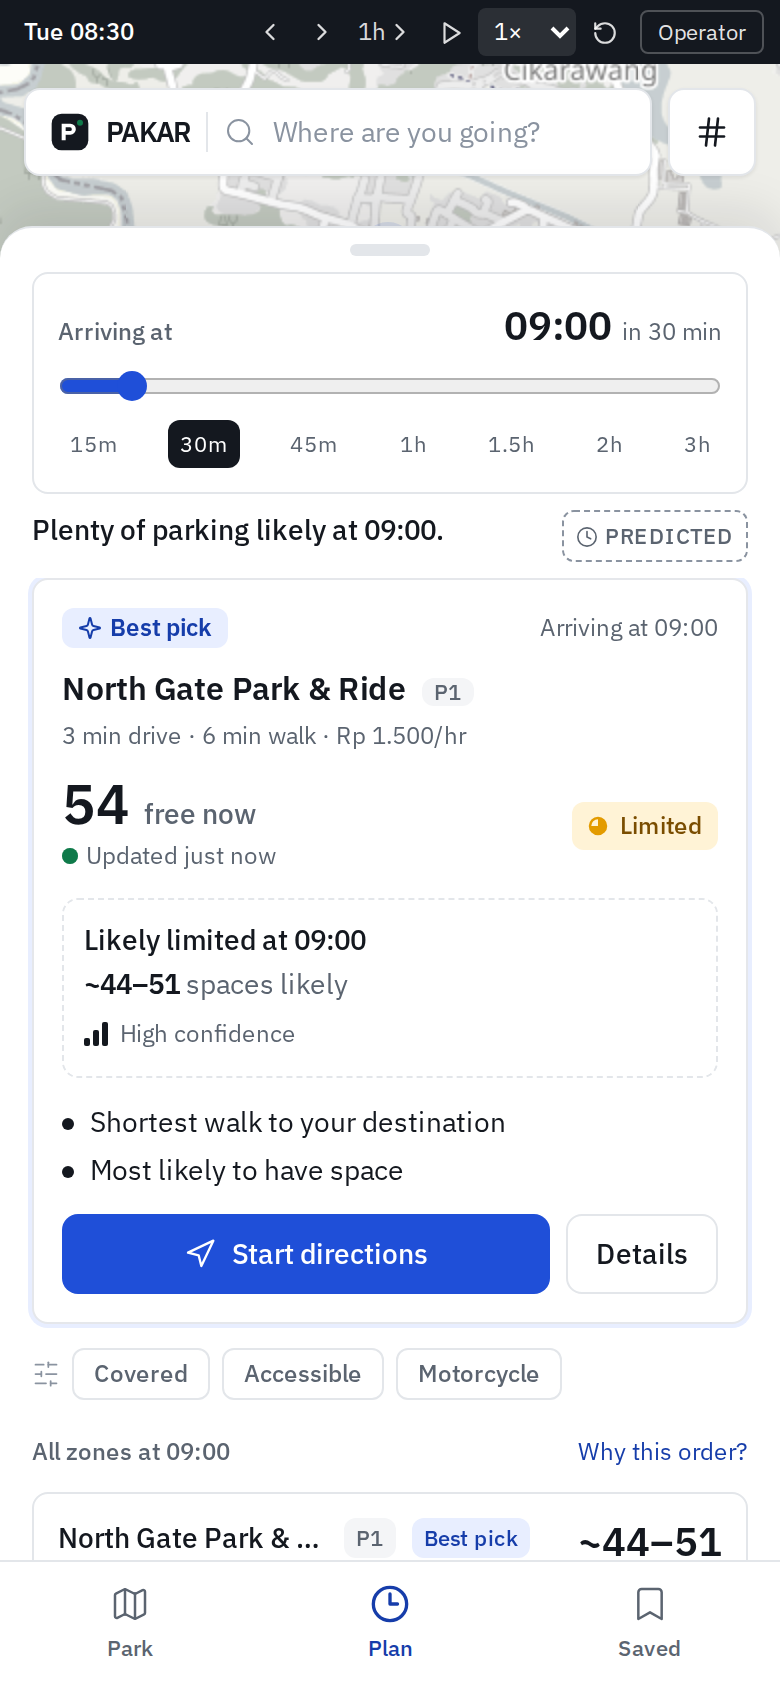 Tue 08:30
1h
1×
Operator
Cikarawang
P PAKAR
Where are you going?
Arriving at
09:00 in 30 min
15m 30m 45m 1h 1.5h 2h 3h
Plenty of parking likely at 09:00.
PREDICTED
Best pick
Arriving at 09:00
North Gate Park & Ride P1
3 min drive · 6 min walk · Rp 1.500/hr
54 free now
Limited
Updated just now
Likely limited at 09:00
~44–51 spaces likely
High confidence
Shortest walk to your destination
Most likely to have space
Start directions
Details
Covered
Accessible
Motorcycle
All zones at 09:00
Why this order?
North Gate Park & ... P1 Best pick ~44–51
Park
Plan
Saved